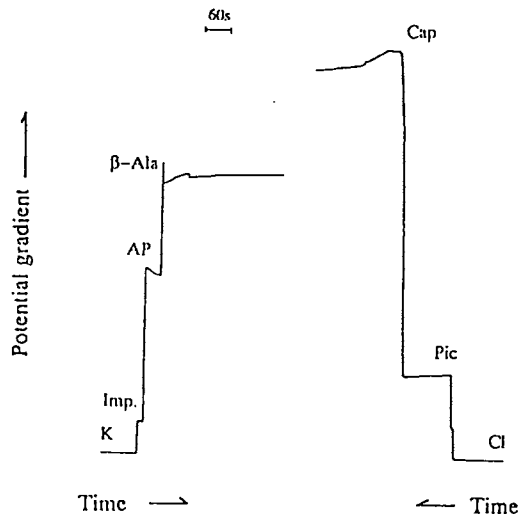 60s
Cap
β-Ala
AP
Potential gradient
Pic
Imp.
K
Cl
Time
Time